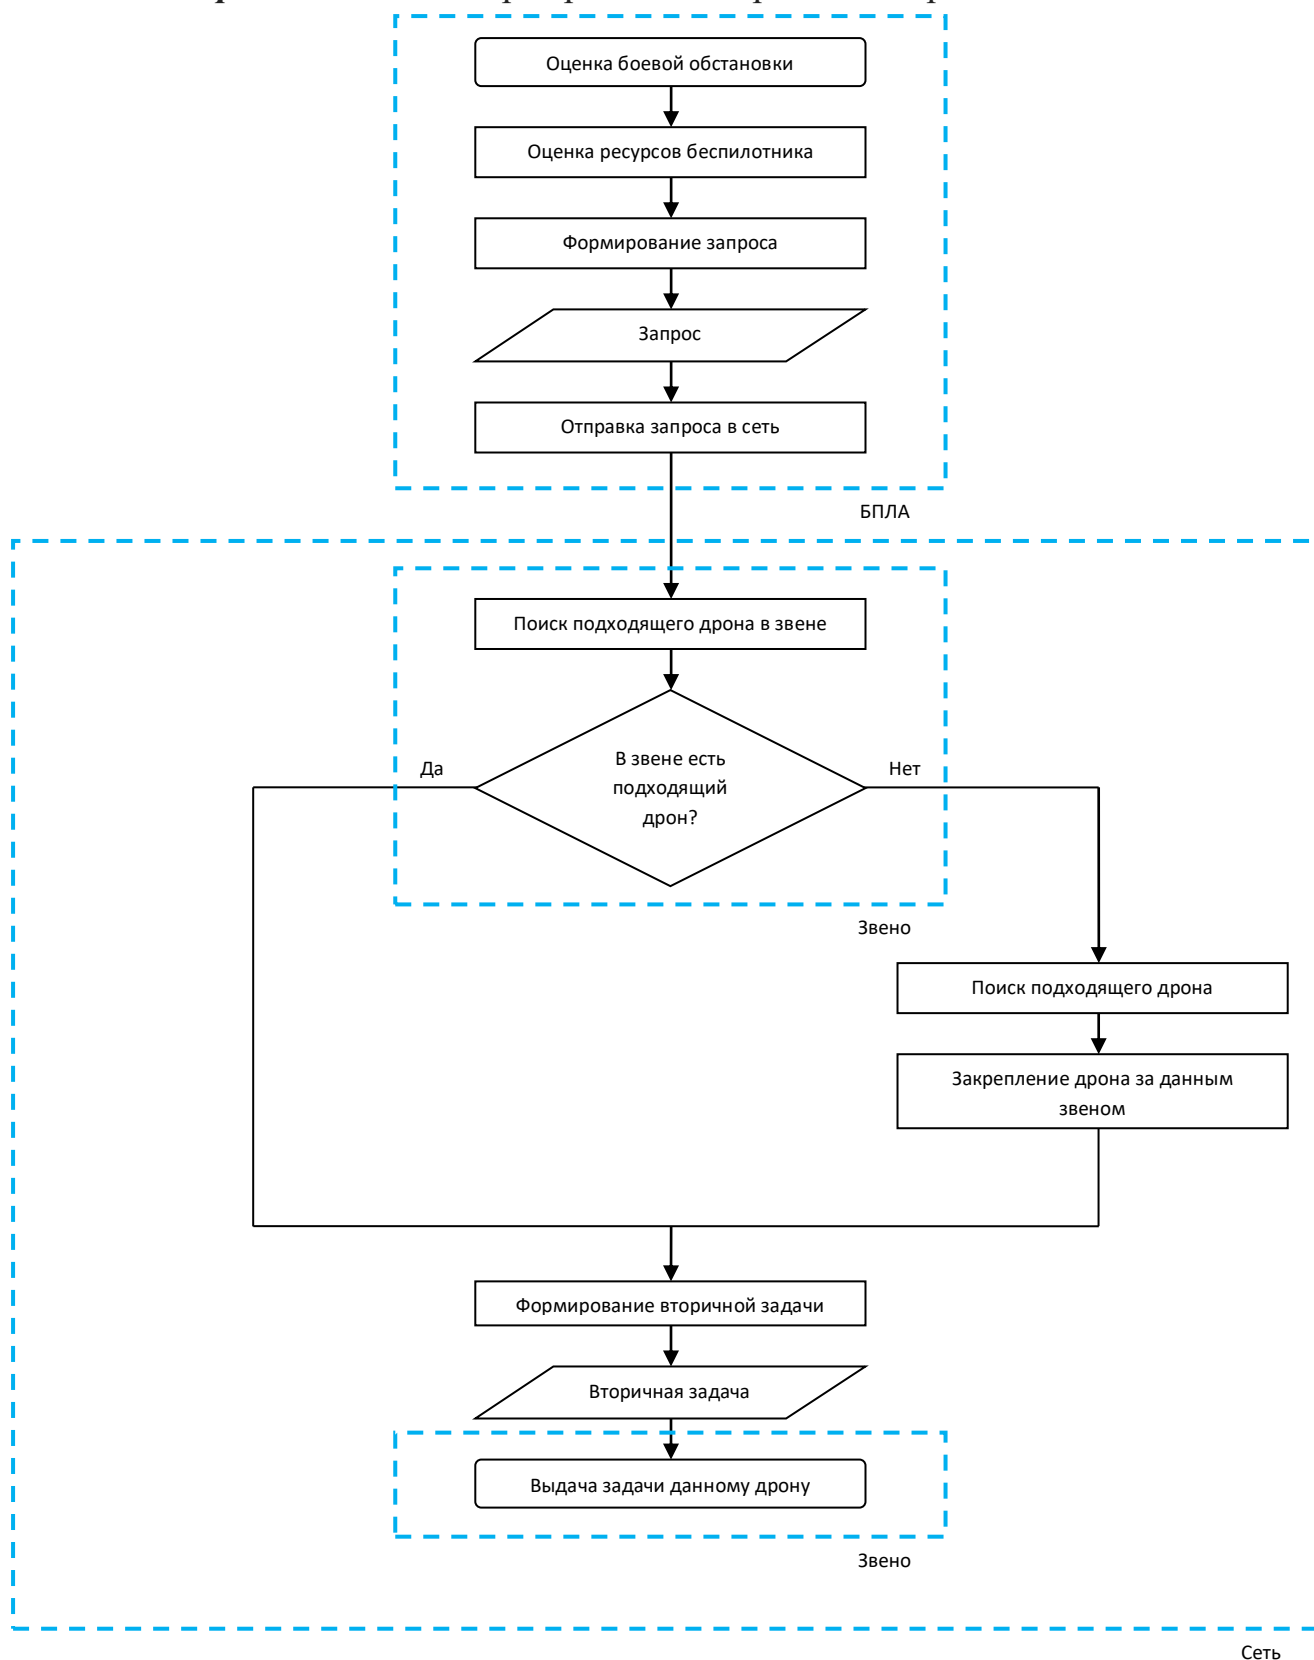 Оценка боевой обстановки
Оценка ресурсов беспилотника
Формирование запроса
Запрос
Отправка запроса в сеть
БПЛА
Поиск подходящего дрона в звене
В звене есть
подходящий
дрон?
Да
Нет
Звено
Поиск подходящего дрона
Закрепление дрона за данным
звеном
Формирование вторичной задачи
Вторичная задача
Выдача задачи данному дрону
Звено
Сеть